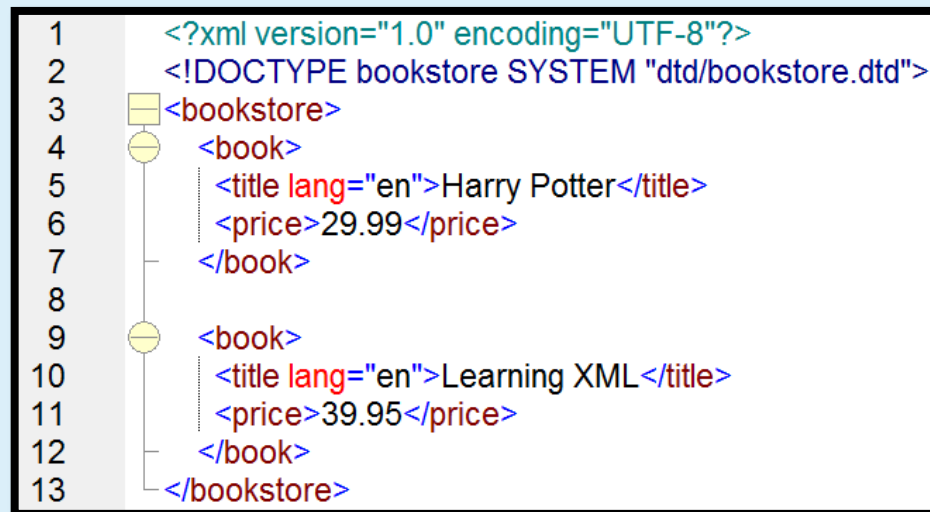 1 <?xml version="1.0" encoding="UTF-8"?>
2 <!DOCTYPE bookstore SYSTEM "dtd/bookstore.dtd">
3 <bookstore>
4 <book>
5 <title lang="en">Harry Potter</title>
6 <price>29.99</price>
7 </book>
8
9 <book>
10 <title lang="en">Learning XML</title>
11 <price>39.95</price>
12 </book>
13 </bookstore>